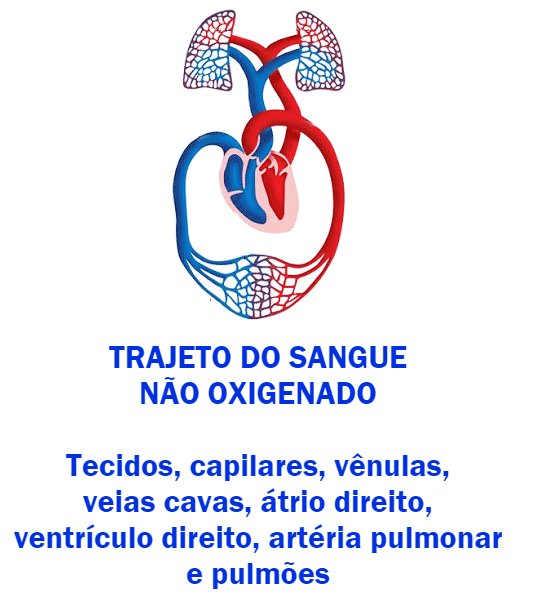 TRAJETO DO SANGUE
NÃO OXIGENADO
Tecidos, capilares, vênulas,
veias cavas, átrio direito,
ventrículo direito, artéria pulmonar
e pulmões